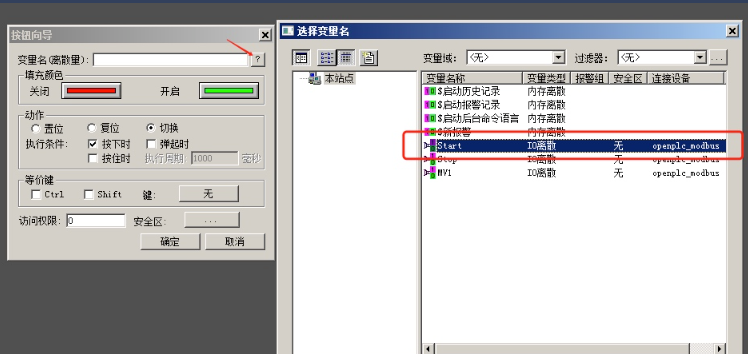 按钮向导
变量名(离散量): ?
填充颜色
关闭 开启
动作
置位 复位 切换
执行条件: 按下时 弹起时
按住时 执行周期 1000 毫秒
等价键
Ctrl Shift 键: 无
访问权限: 0 安全区: ...
确定 取消
选择变量名
变量域: <无> 过滤器: <无> ...
本站点
变量名称 变量类型 报警组 安全区 连接设备
$启动历史记录 内存离散
$启动报警记录 内存离散
$启动后台命令语言 内存离散
$新报警 内存离散
Start IO离散 无 openplc_modbus
Stop IO离散 无 openplc_modbus
MV1 IO离散 无 openplc_modbus